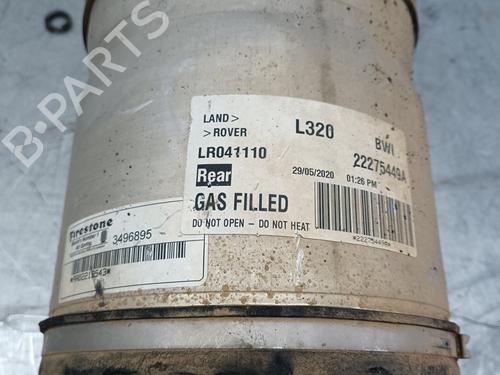 LAND >
> ROVER
L320
BWI
LR041110
22275449A
Rear
29/05/2020 01:26 PM
GAS FILLED
DO NOT OPEN - DO NOT HEAT
*22275449A*
Firestone
3496895
B-PARTS